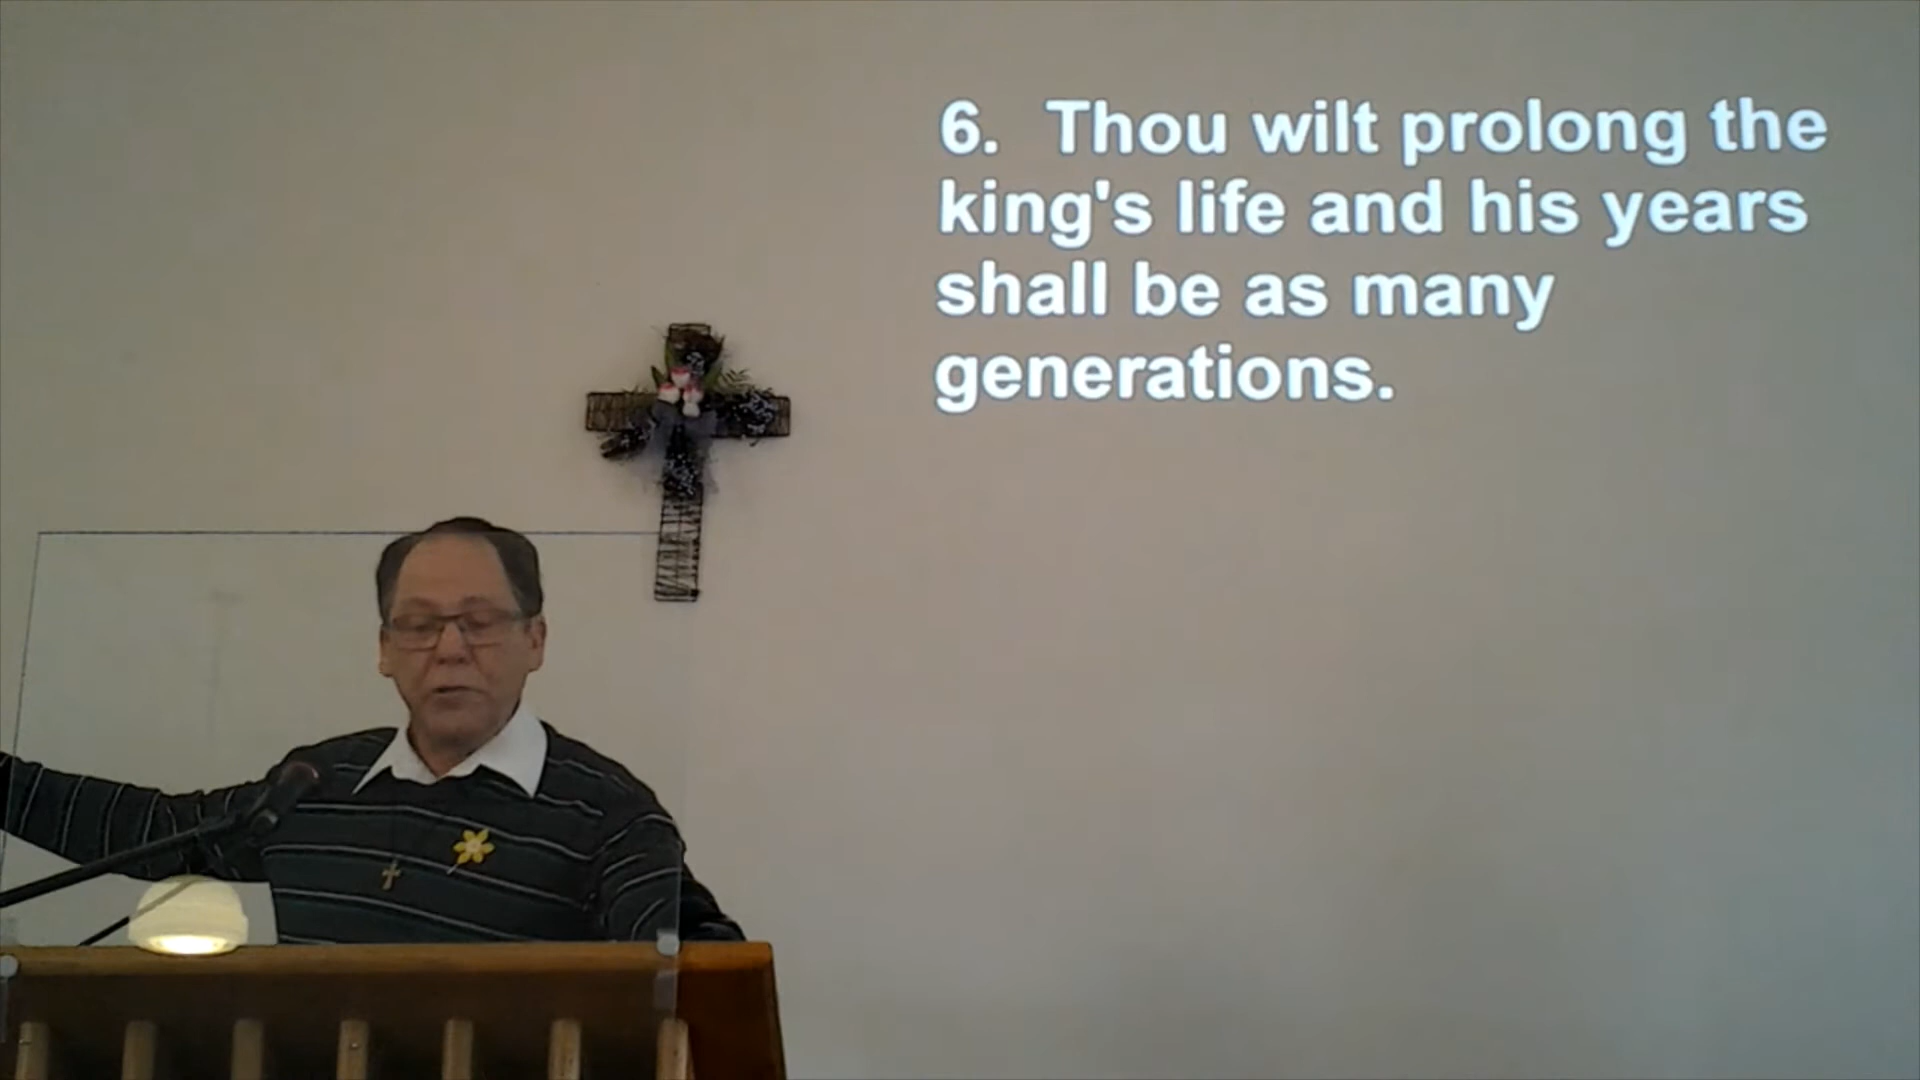 6. Thou wilt prolong the
king's life and his years
shall be as many
generations.